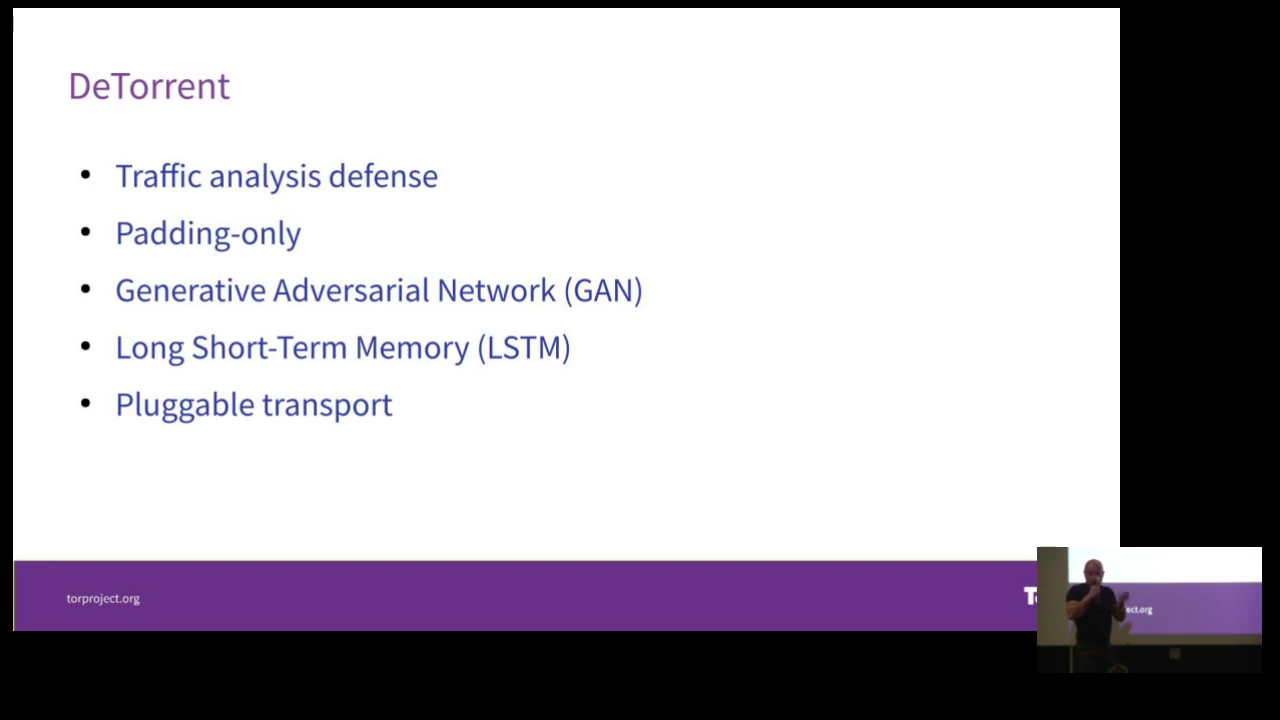 DeTorrent
Traffic analysis defense
Padding-only
Generative Adversarial Network (GAN)
Long Short-Term Memory (LSTM)
Pluggable transport
torproject.org